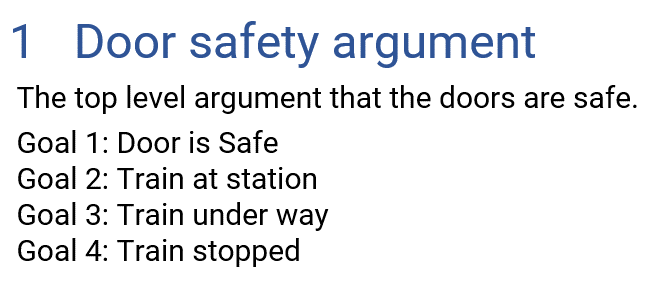 1 Door safety argument
The top level argument that the doors are safe.
Goal 1: Door is Safe
Goal 2: Train at station
Goal 3: Train under way
Goal 4: Train stopped